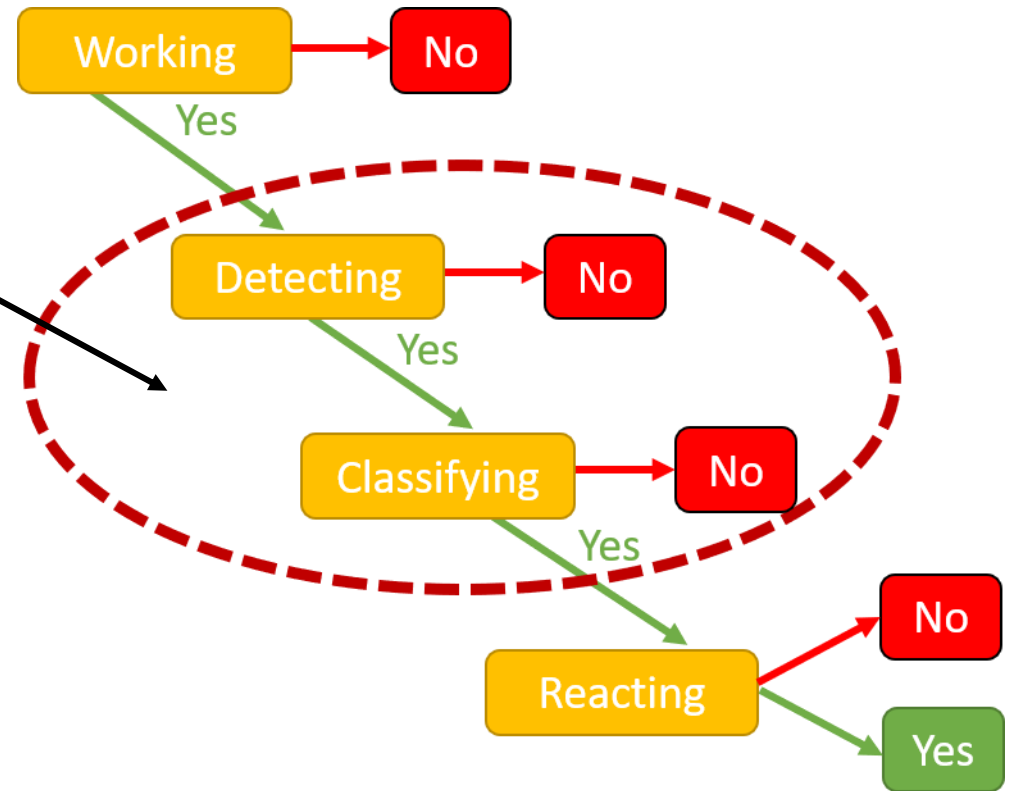 Working
No
Yes
Detecting
No
Yes
Classifying
No
Yes
No
Reacting
Yes